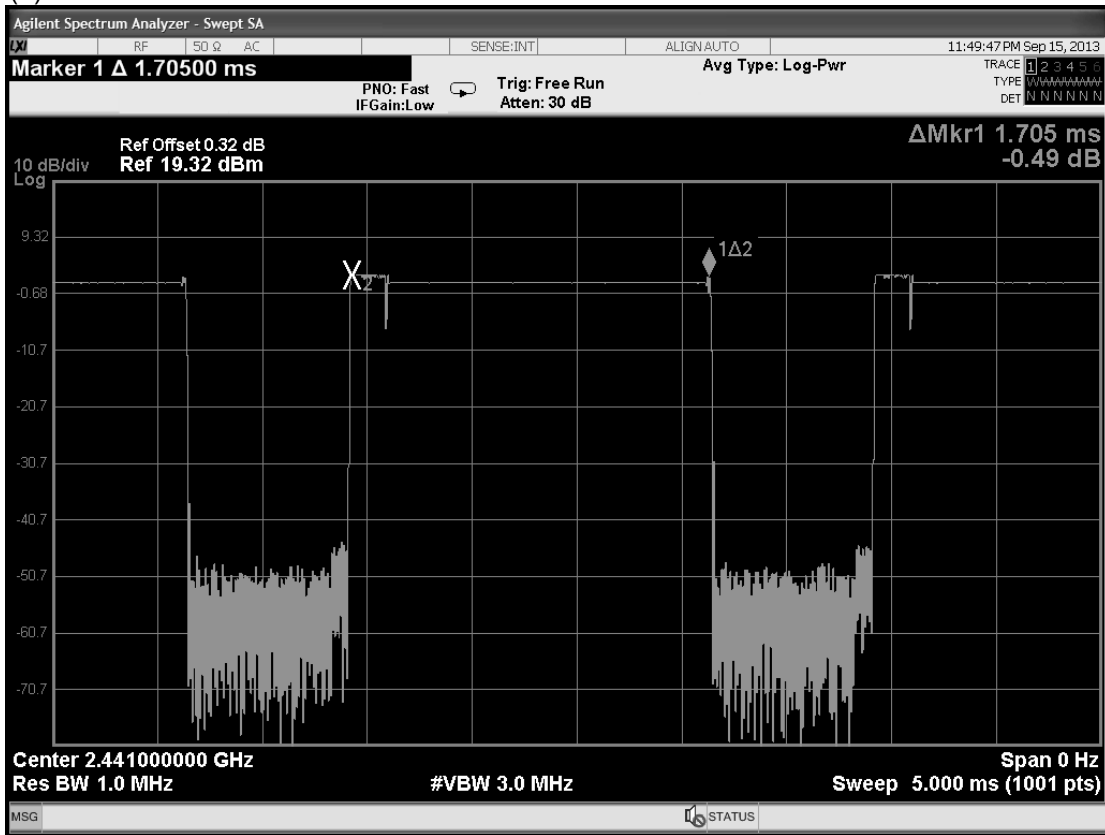 Agilent Spectrum Analyzer - Swept SA
LXI RF 50 Ω AC SENSE:INT ALIGN AUTO 11:49:47 PM Sep 15, 2013
Marker 1 Δ 1.70500 ms
PNO: Fast
IFGain:Low
Trig: Free Run
Atten: 30 dB
Avg Type: Log-Pwr
TRACE 1 2 3 4 5 6
TYPE
DET N N N N N N
ΔMkr1 1.705 ms
-0.49 dB
Ref Offset 0.32 dB
10 dB/div Ref 19.32 dBm
Log
9.32
1Δ2
2
-0.68
-10.7
-20.7
-30.7
-40.7
-50.7
-60.7
-70.7
Center 2.441000000 GHz Span 0 Hz
Res BW 1.0 MHz #VBW 3.0 MHz Sweep 5.000 ms (1001 pts)
MSG STATUS